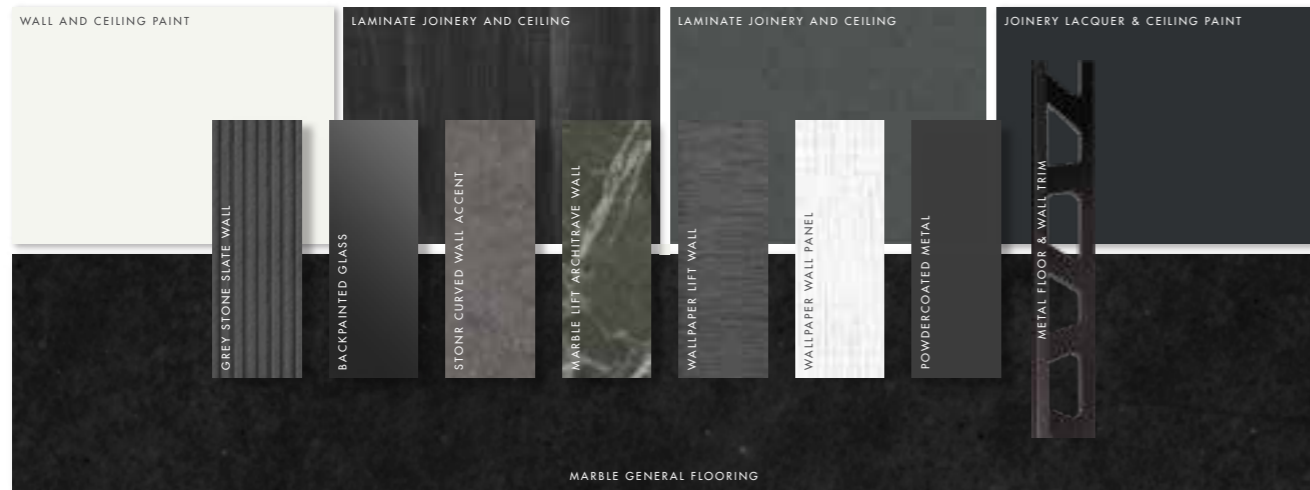 WALL AND CEILING PAINT
LAMINATE JOINERY AND CEILING
LAMINATE JOINERY AND CEILING
JOINERY LACQUER & CEILING PAINT
GREY STONE SLATE WALL
BACKPAINTED GLASS
STONR CURVED WALL ACCENT
MARBLE LIFT ARCHITRAVE WALL
WALLPAPER LIFT WALL
WALLPAPER WALL PANEL
POWDERCOATED METAL
METAL FLOOR & WALL TRIM
MARBLE GENERAL FLOORING